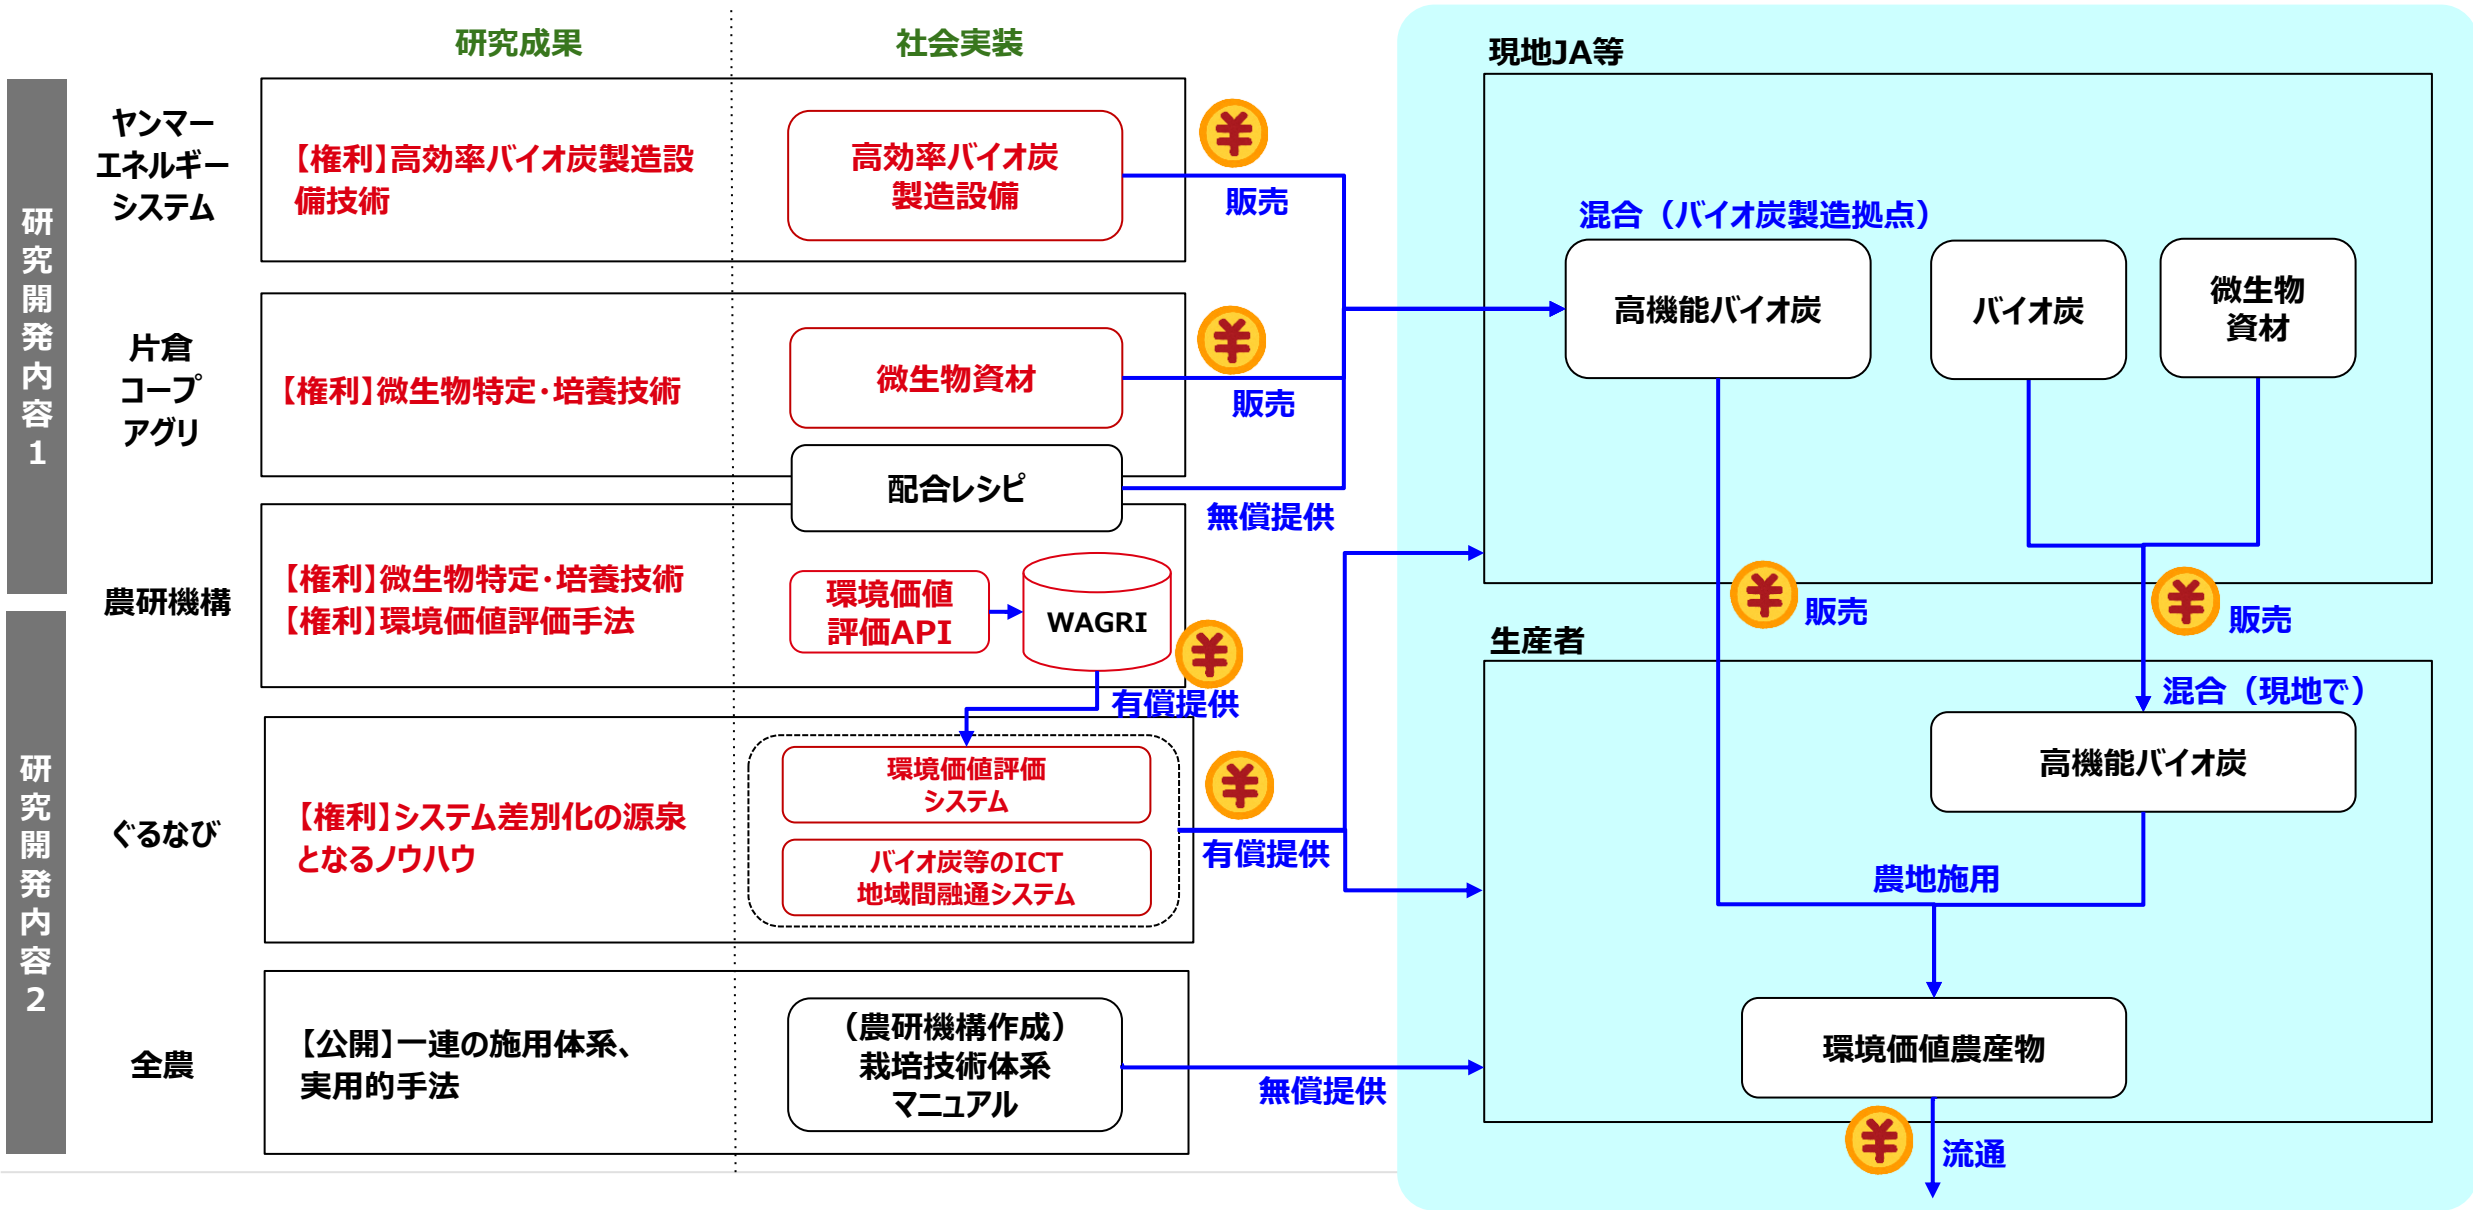 研究成果
社会実装
研究開発内容1
研究開発内容2
ヤンマー
エネルギー
システム
【権利】高効率バイオ炭製造設
備技術
高効率バイオ炭
製造設備
販売
片倉
コープ
アグリ
【権利】微生物特定・培養技術
微生物資材
販売
配合レシピ
無償提供
農研機構
【権利】微生物特定・培養技術
【権利】環境価値評価手法
環境価値
評価API
WAGRI
有償提供
ぐるなび
【権利】システム差別化の源泉
となるノウハウ
環境価値評価
システム
バイオ炭等のICT
地域間融通システム
有償提供
全農
【公開】一連の施用体系、
実用的手法
（農研機構作成）
栽培技術体系
マニュアル
無償提供
現地JA等
混合（バイオ炭製造拠点）
高機能バイオ炭
バイオ炭
微生物
資材
販売
販売
生産者
混合（現地で）
高機能バイオ炭
農地施用
環境価値農産物
流通